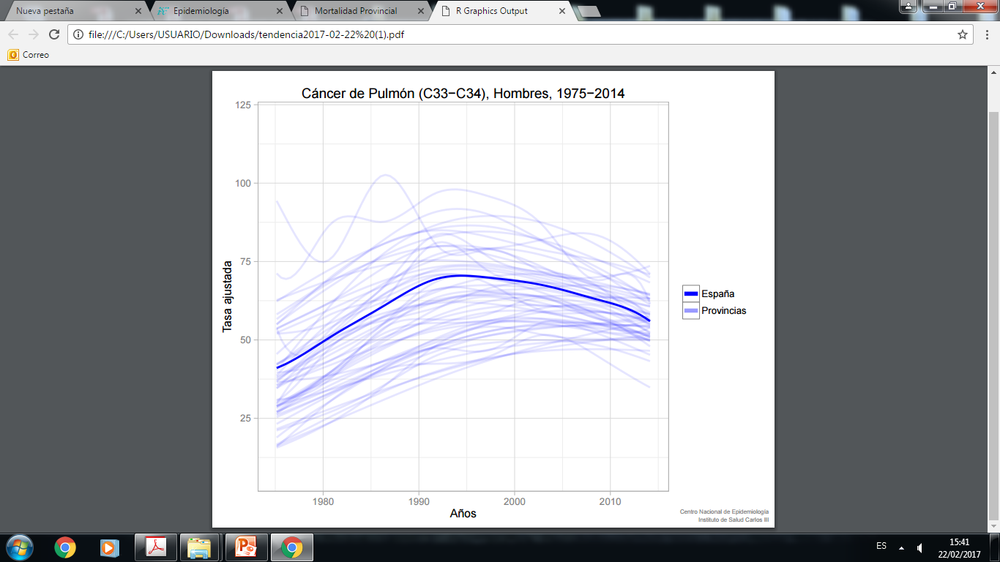 Nueva pestaña
Epidemiología
Mortalidad Provincial
R Graphics Output
file:///C:/Users/USUARIO/Downloads/tendencia2017-02-22%20(1).pdf
Correo
Cáncer de Pulmón (C33−C34), Hombres, 1975−2014
125
100
75
50
25
Tasa ajustada
1980
1990
2000
2010
Años
España
Provincias
Centro Nacional de Epidemiología
Instituto de Salud Carlos III
ES
15:41
22/02/2017